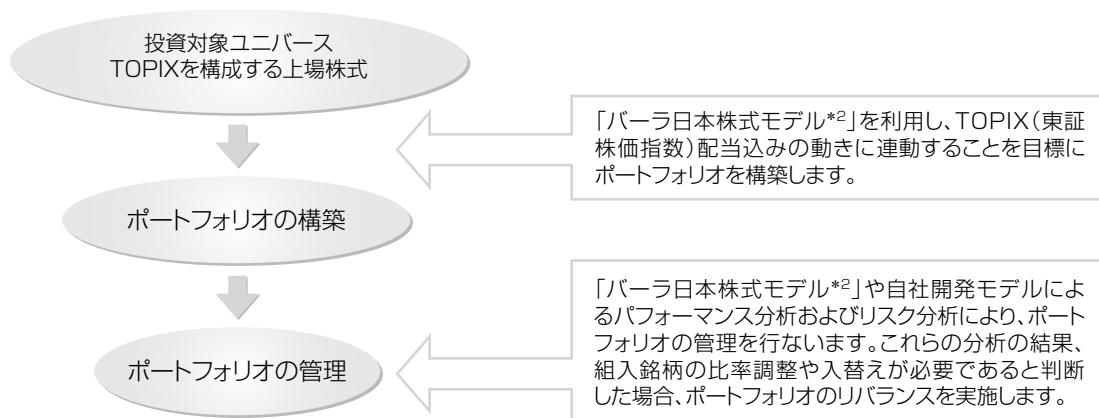 投資対象ユニバース
TOPIXを構成する上場株式
「バーラ日本株式モデル*2」を利用し、TOPIX（東証
株価指数）配当込みの動きに連動することを目標に
ポートフォリオを構築します。
ポートフォリオの構築
「バーラ日本株式モデル*2」や自社開発モデルによ
るパフォーマンス分析およびリスク分析により、ポート
フォリオの管理を行ないます。これらの分析の結果、
組入銘柄の比率調整や入替えが必要であると判断
した場合、ポートフォリオのリバランスを実施します。
ポートフォリオの管理